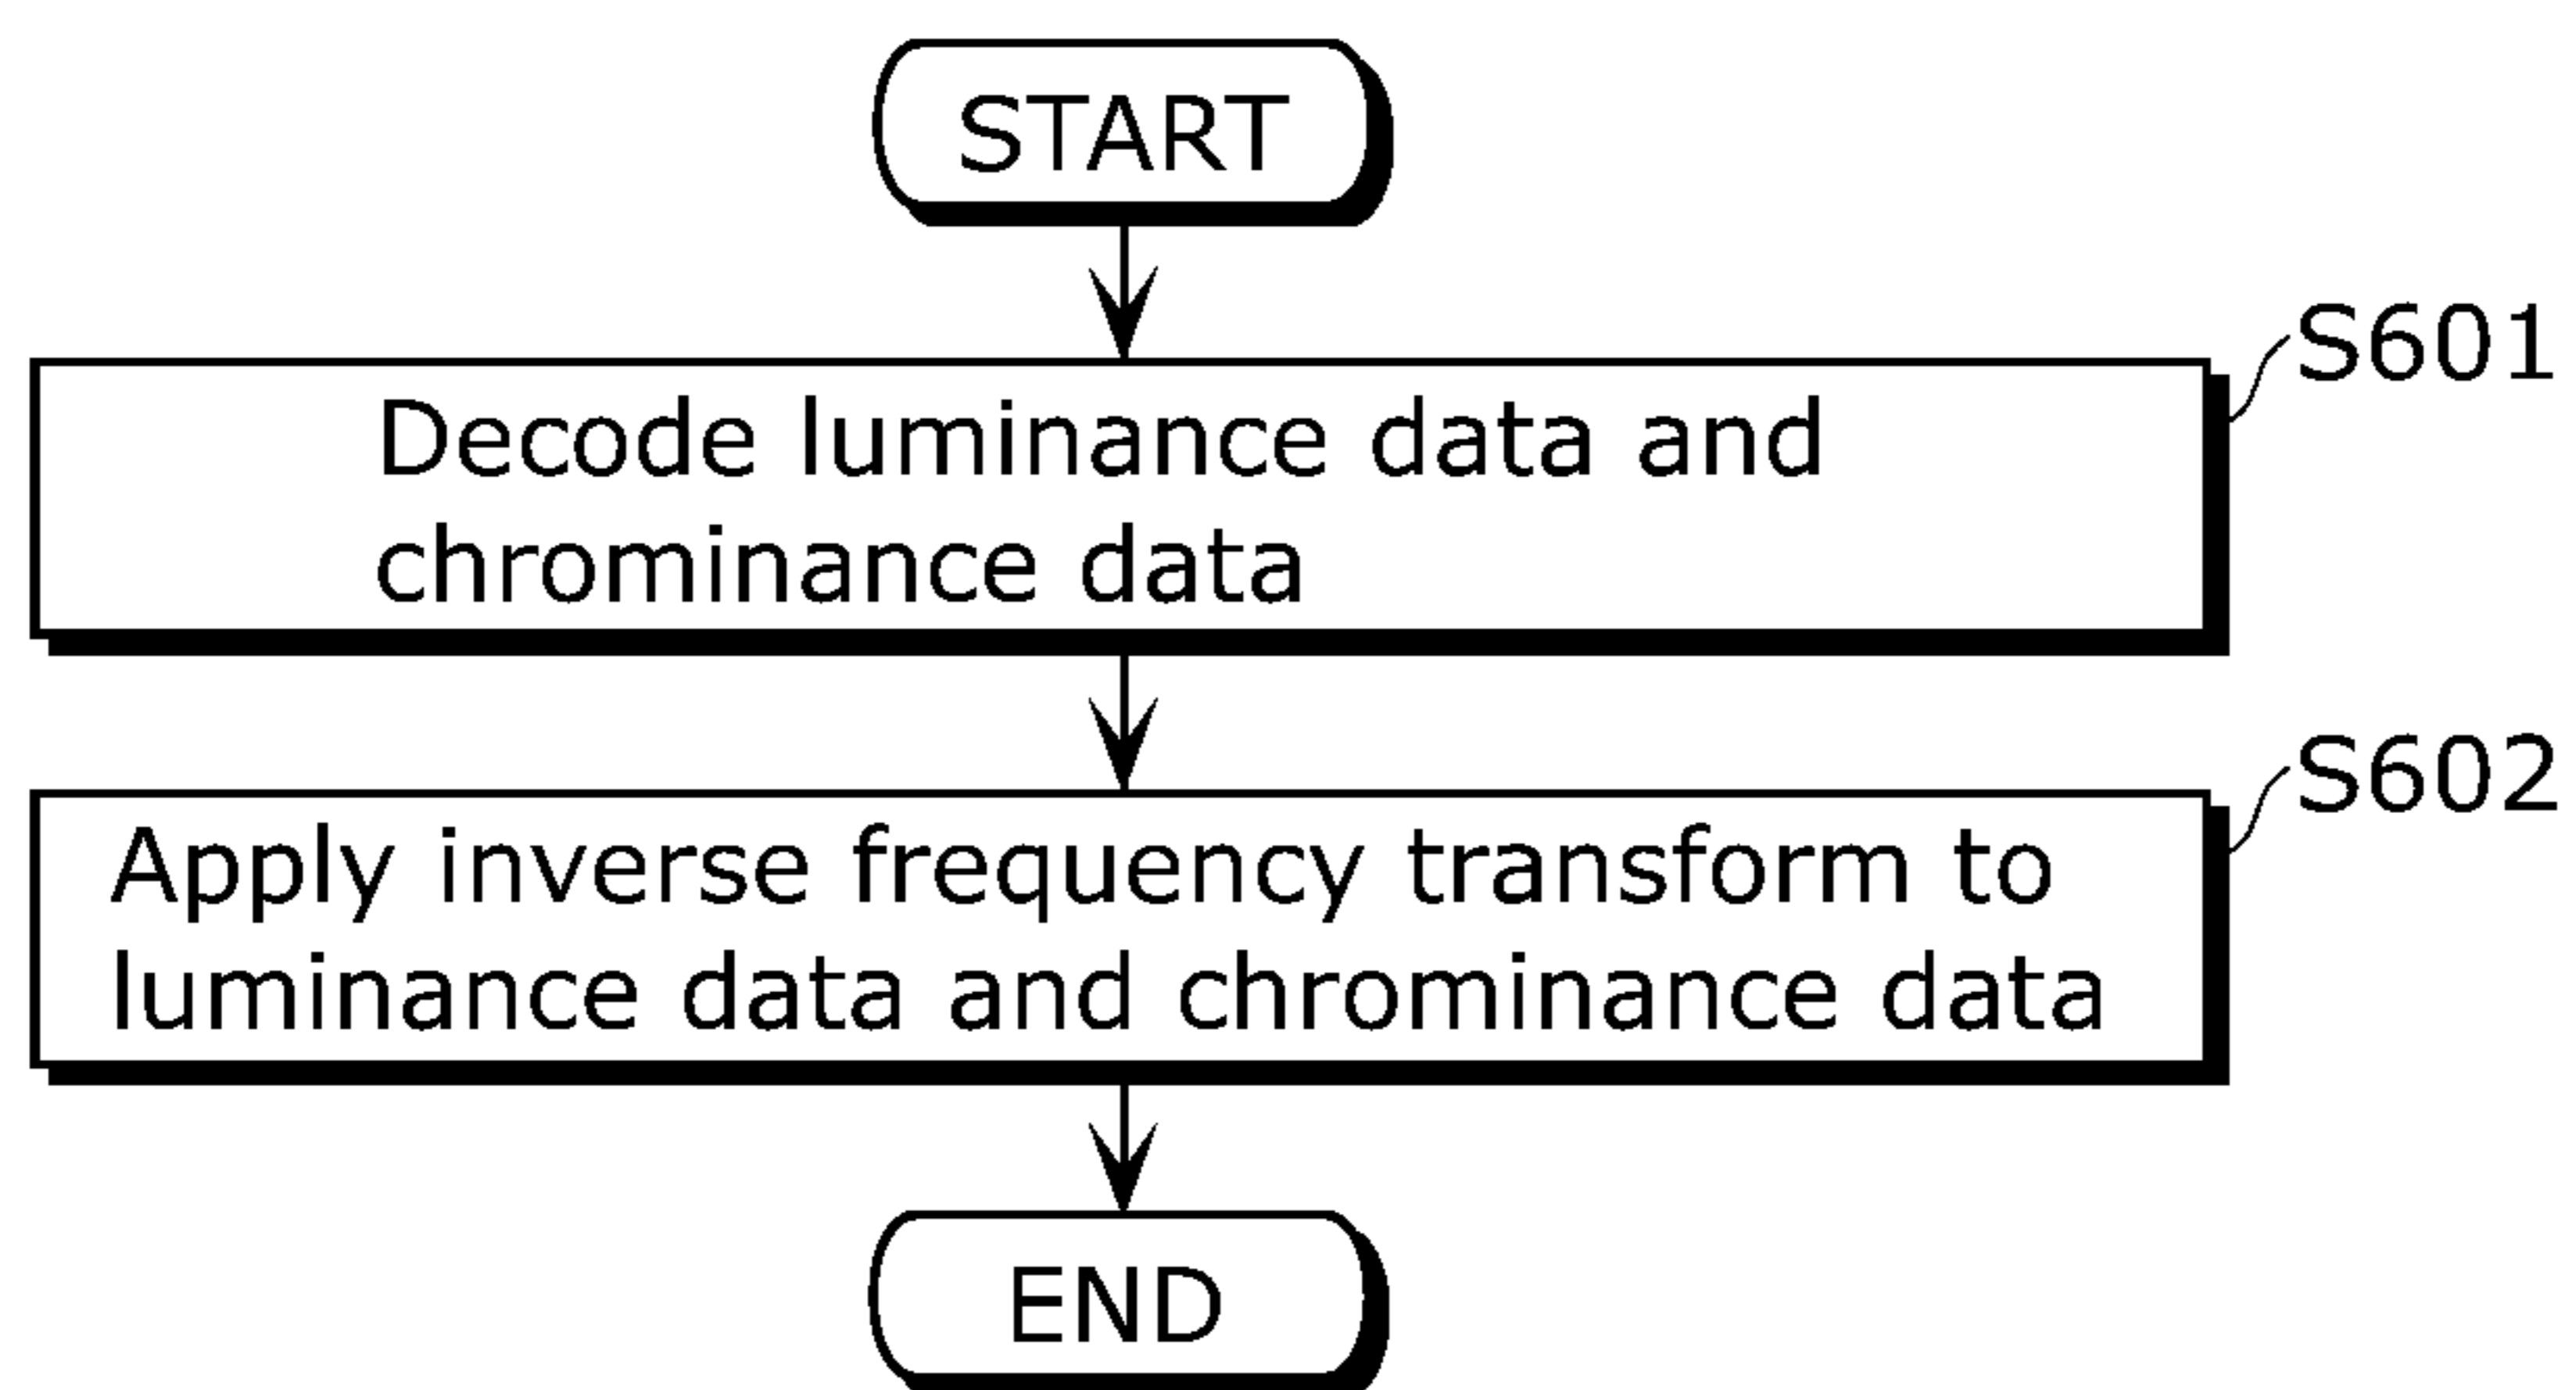 START
S601
Decode luminance data and
chrominance data
S602
Apply inverse frequency transform to
luminance data and chrominance data
END